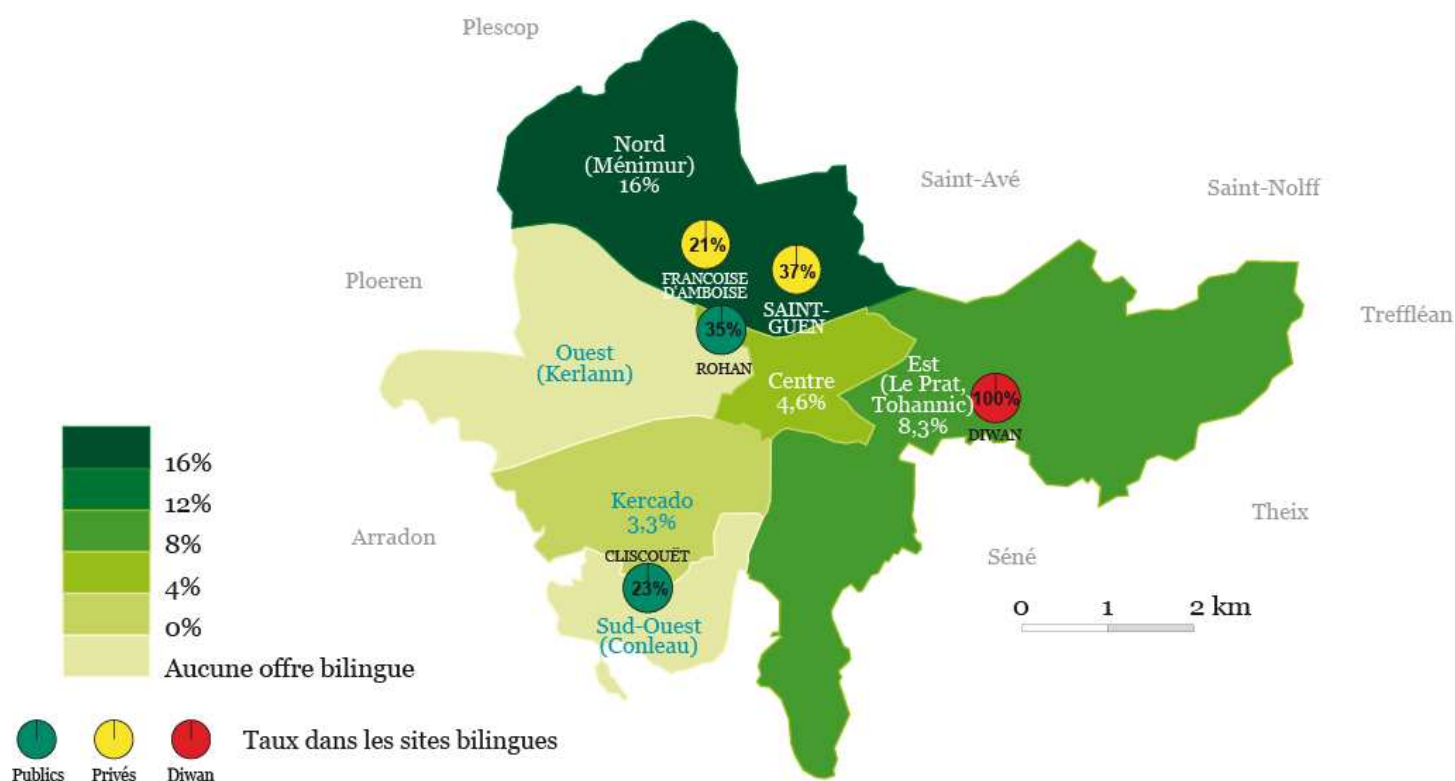 Plescop
Nord
(Ménimur)
16%
Saint-Avé
Saint-Nolff
21%
FRANCOISE
D'AMBOISE
37%
SAINT-
GUEN
Ploeren
Treffléan
35%
ROHAN
Ouest
(Kerlann)
Centre
4,6%
Est
(Le Prat,
Tohannic)
8,3%
100%
DIWAN
Kercado
3,3%
Arradon
Theix
Séné
CLISCOUËT
23%
Sud-Ouest
(Conleau)
0 1 2 km
16%
12%
8%
4%
0%
Aucune offre bilingue
Taux dans les sites bilingues
Publics Privés Diwan